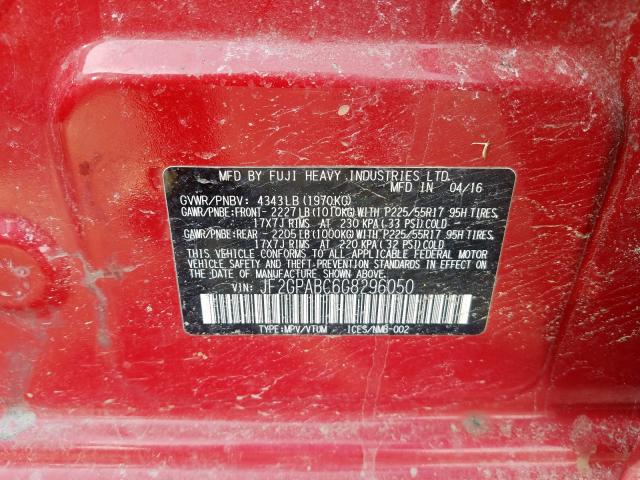 MFD BY FUJI HEAVY INDUSTRIES LTD.
MFD IN 04/16
GVWR/PNBV: 4343LB(1970KG)
GAWR/PNBE:FRONT- 2227LB(1010KG)WITH P225/55R17 95H TIRES,
17X7J RIMS AT 230 KPA(33 PSI)COLD
GAWR/PNBE:REAR - 2205LB(1000KG)WITH P225/55R17 95H TIRES,
17X7J RIMS AT 220 KPA(32 PSI)COLD
THIS VEHICLE CONFORMS TO ALL APPLICABLE FEDERAL MOTOR
VEHICLE SAFETY, BUMPER, AND THEFT PREVENTION STANDARDS
IN EFFECT ON THE DATE OF MANUFACTURE SHOWN ABOVE.
VIN: JF2GPABC6G8296050
TYPE:MPV/VTUM ICES/NMB-002